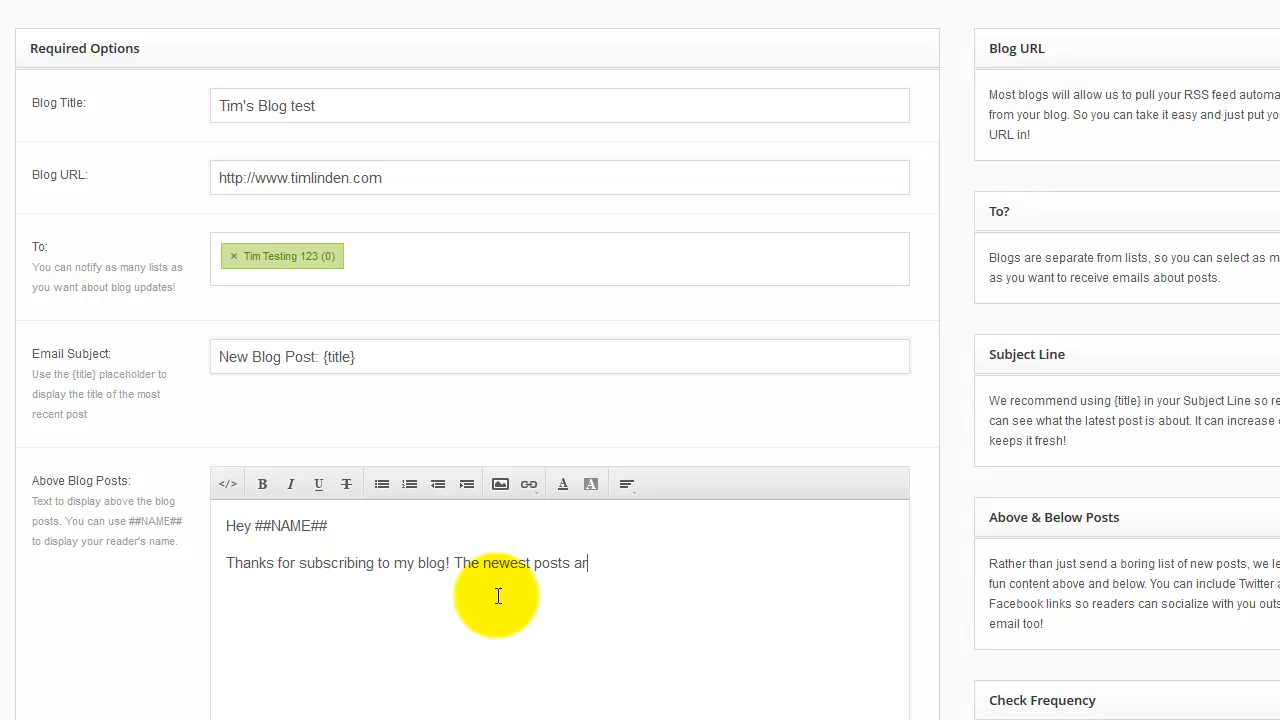 Required Options
Blog Title:
Tim's Blog test
Blog URL:
http://www.timlinden.com
To:
You can notify as many lists as
you want about blog updates!
× Tim Testing 123 (0)
Email Subject:
Use the {title} placeholder to
display the title of the most
recent post
New Blog Post: {title}
Above Blog Posts:
Text to display above the blog
posts. You can use ##NAME##
to display your reader's name.
</> B I U T A A
Hey ##NAME##
Thanks for subscribing to my blog! The newest posts ar
Blog URL
Most blogs will allow us to pull your RSS feed automa
from your blog. So you can take it easy and just put yo
URL in!
To?
Blogs are separate from lists, so you can select as m
as you want to receive emails about posts.
Subject Line
We recommend using {title} in your Subject Line so re
can see what the latest post is about. It can increase
keeps it fresh!
Above & Below Posts
Rather than just send a boring list of new posts, we le
fun content above and below. You can include Twitter a
Facebook links so readers can socialize with you outs
email too!
Check Frequency